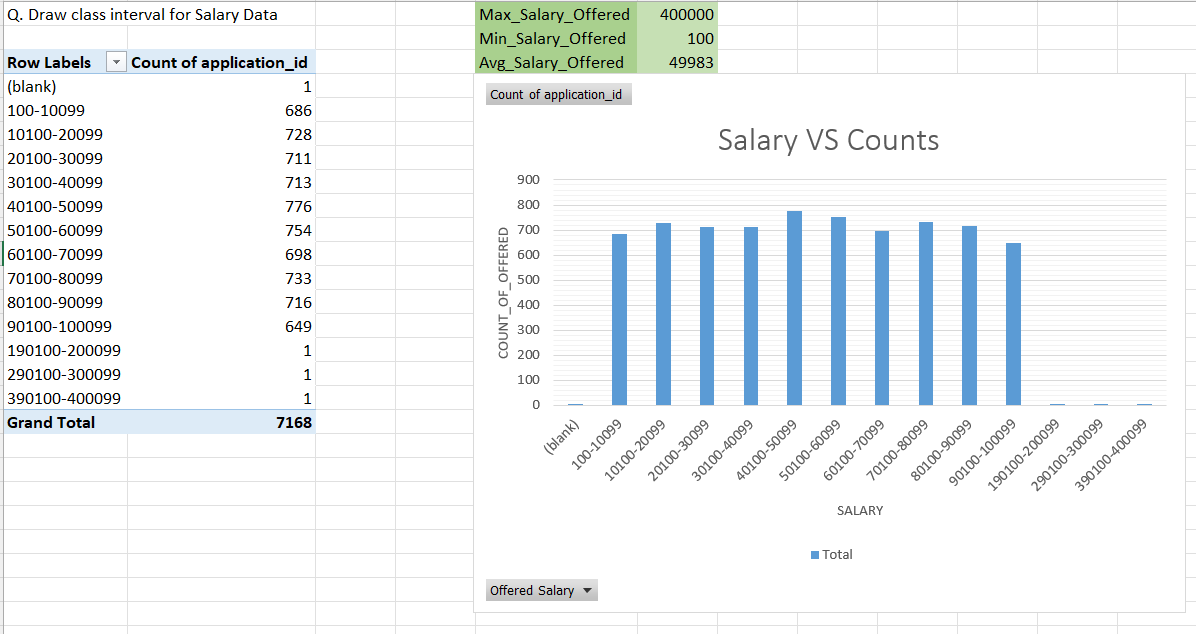 Q. Draw class interval for Salary Data
Row Labels Count of application_id
(blank) 1
100-10099 686
10100-20099 728
20100-30099 711
30100-40099 713
40100-50099 776
50100-60099 754
60100-70099 698
70100-80099 733
80100-90099 716
90100-100099 649
190100-200099 1
290100-300099 1
390100-400099 1
Grand Total 7168
Max_Salary_Offered 400000
Min_Salary_Offered 100
Avg_Salary_Offered 49983
Count of application_id
Salary VS Counts
COUNT_OF_OFFERED
900
800
700
600
500
400
300
200
100
0
(blank)
100-10099
10100-20099
20100-30099
30100-40099
40100-50099
50100-60099
60100-70099
70100-80099
80100-90099
90100-100099
190100-200099
290100-300099
390100-400099
SALARY
Total
Offered Salary